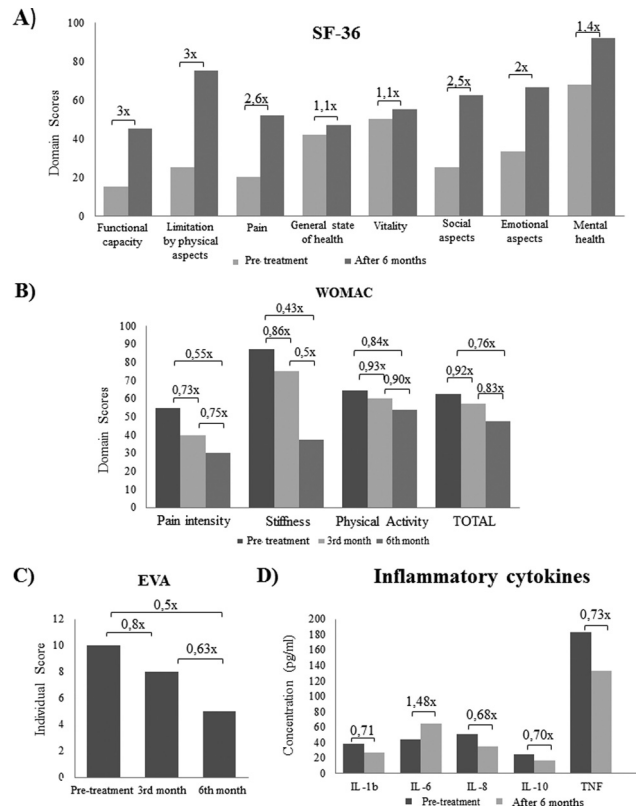 A)
SF-36
Domain Scores
100
80
60
40
20
0
3x
3x
2,6x
1,1x
1,1x
2,5x
2x
1.4x
Functional capacity
Limitation by physical aspects
Pain
General state of health
Vitality
Social aspects
Emotional aspects
Mental health
Pre-treatment
After 6 months
B)
WOMAC
Domain Scores
100
90
80
70
60
50
40
30
20
10
0
0,55x
0,73x
0,75x
0,43x
0,86x
0,5x
0,84x
0,93x
0,90x
0,76x
0,92x
0,83x
Pain intensity
Stiffness
Physical Activity
TOTAL
Pre-treatment
3rd month
6th month
C)
EVA
Individual Score
12
10
8
6
4
2
0
0,5x
0,8x
0,63x
Pre-treatment
3rd month
6th month
D)
Inflammatory cytokines
Concentration (pg/ml)
200
180
160
140
120
100
80
60
40
20
0
0,71
1,48x
0,68x
0,70x
0,73x
IL-1b
IL-6
IL-8
IL-10
TNF
Pre-treatment
After 6 months